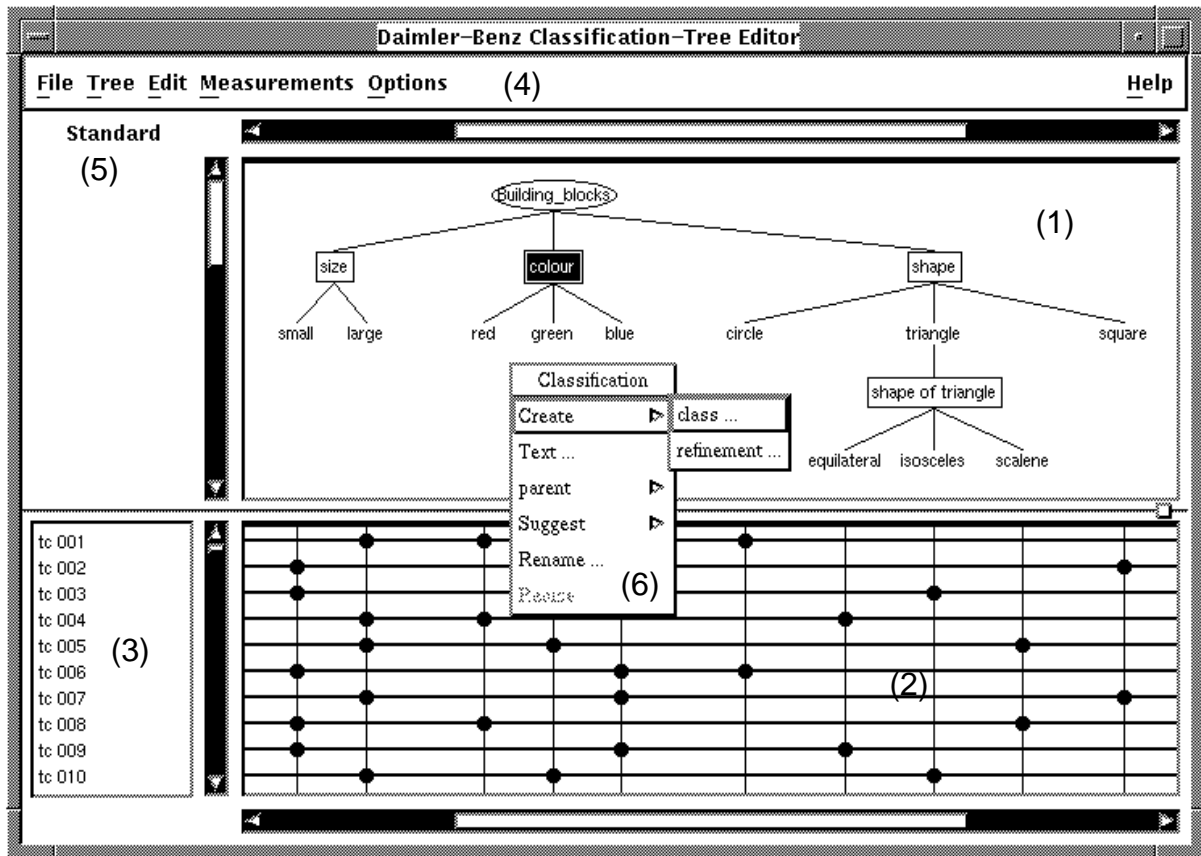 Daimler-Benz Classification-Tree Editor
File Tree Edit Measurements Options (4) Help
Standard
(5)
Building_blocks
(1)
size colour shape
small large red green blue circle triangle square
Classification
shape of triangle
Create class ...
Text ... refinement ...
equilateral isosceles scalene
parent
Suggest
Rename ...
(6)
tc 001
tc 002
tc 003
tc 004
tc 005
(3)
tc 006
(2)
tc 007
tc 008
tc 009
tc 010